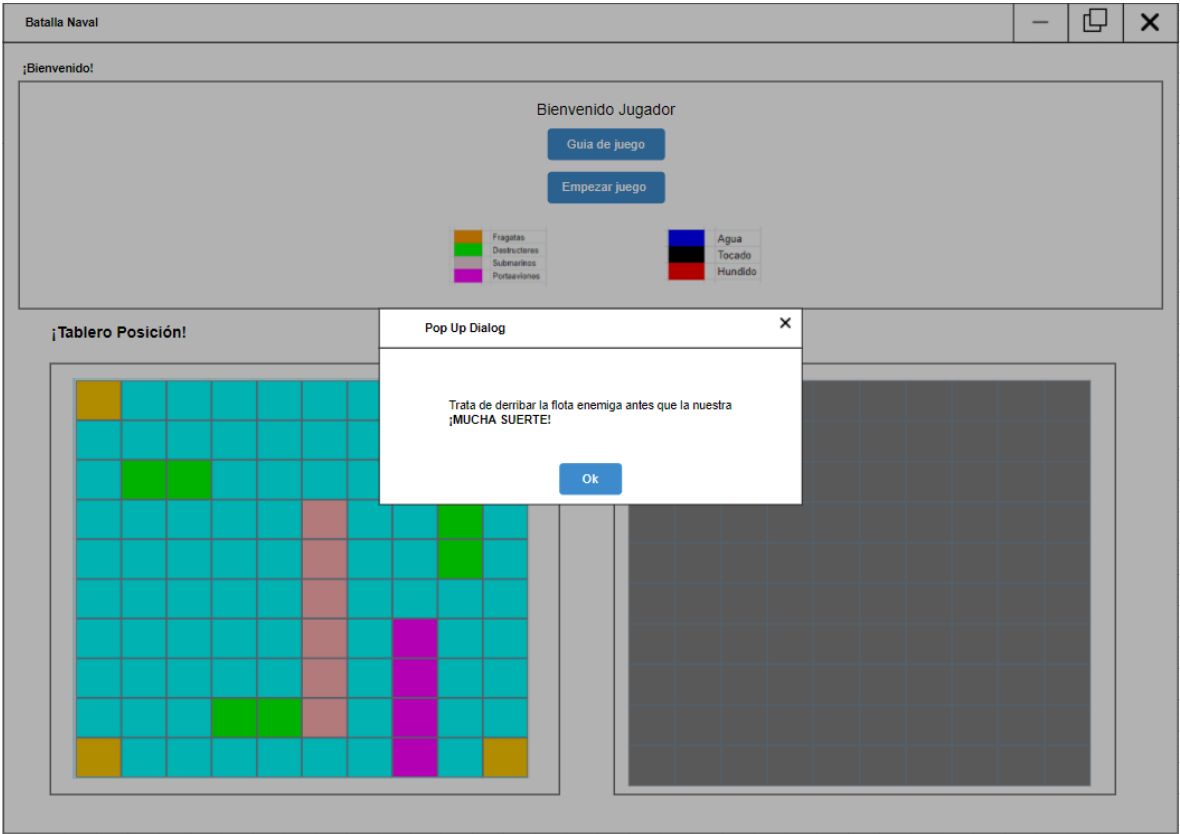 Batalla Naval
¡Bienvenido!
Bienvenido Jugador
Guia de juego
Empezar juego
Fragatas
Destructores
Submarinos
Portaaviones
Agua
Tocado
Hundido
¡Tablero Posición!
Pop Up Dialog
Trata de derribar la flota enemiga antes que la nuestra
¡MUCHA SUERTE!
Ok